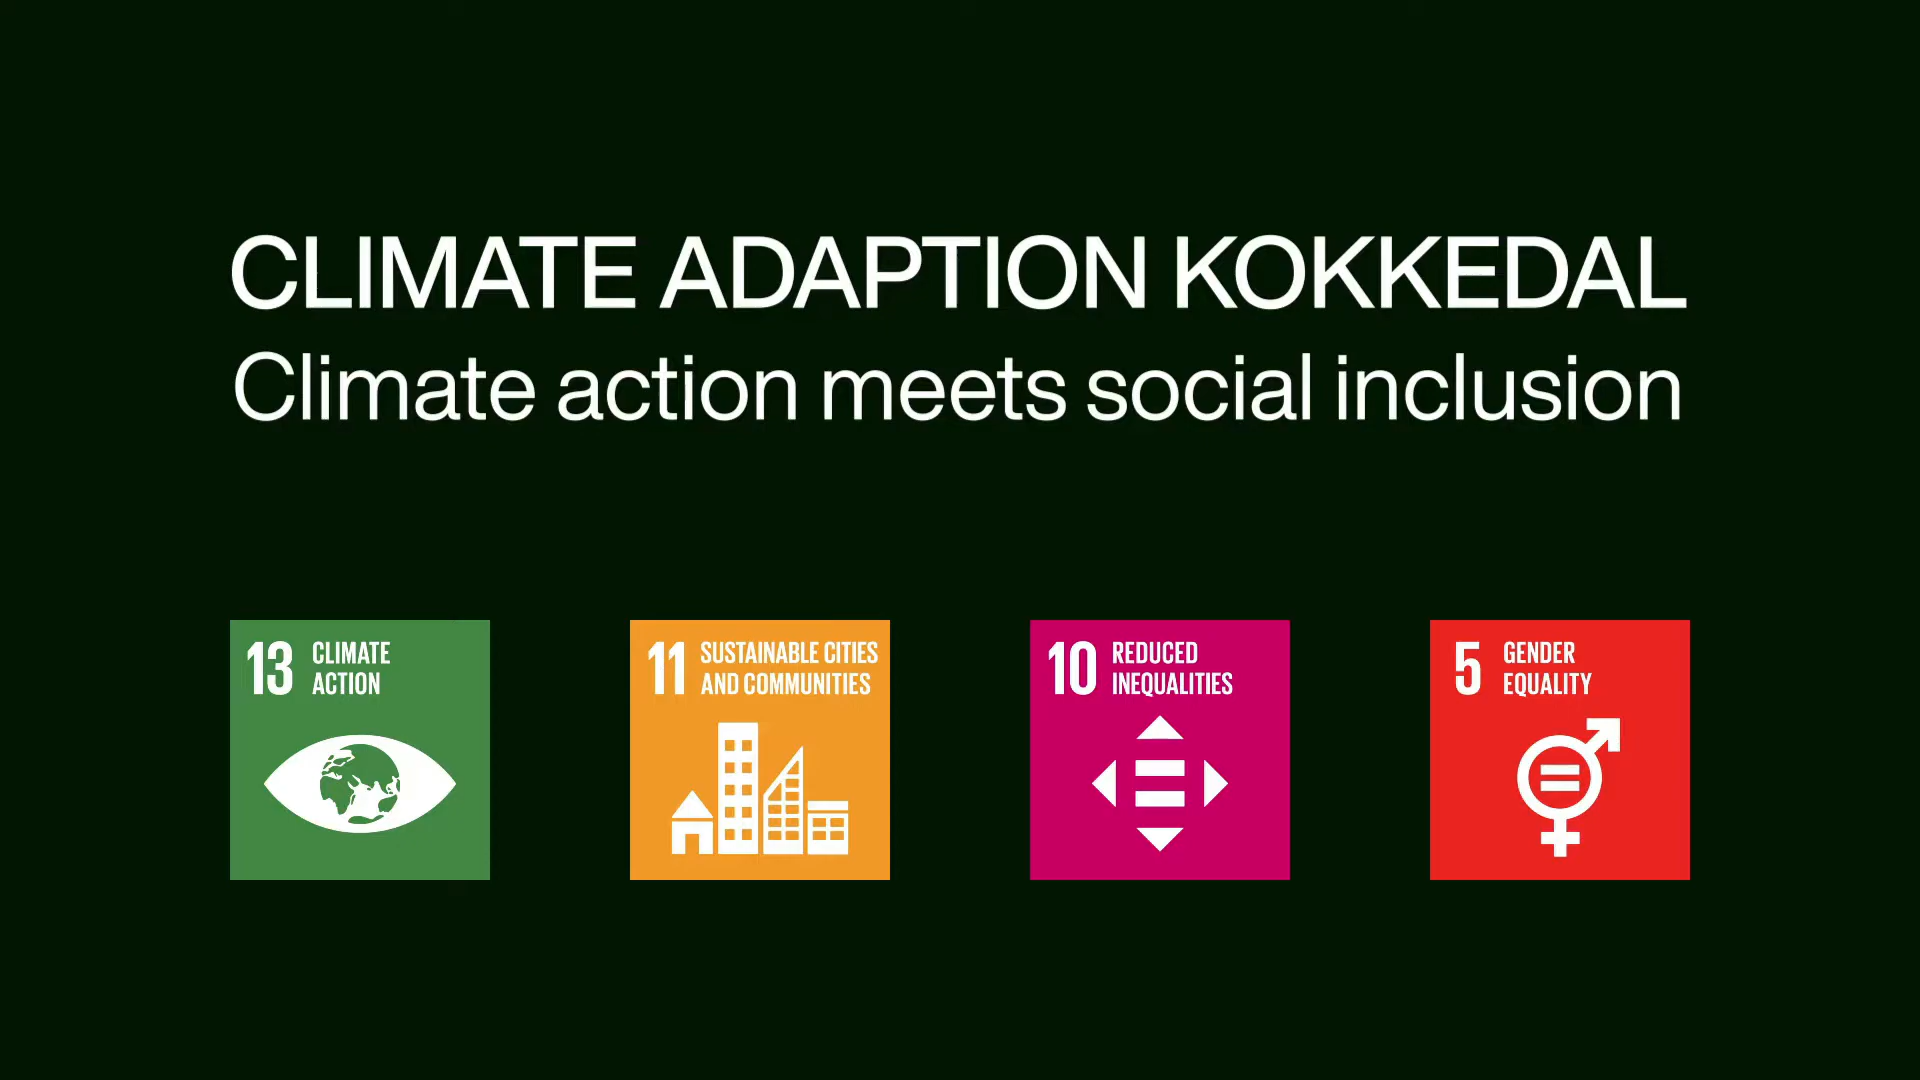 CLIMATE ADAPTION KOKKEDAL
Climate action meets social inclusion
13 CLIMATE
ACTION
11 SUSTAINABLE CITIES
AND COMMUNITIES
10 REDUCED
INEQUALITIES
5 GENDER
EQUALITY